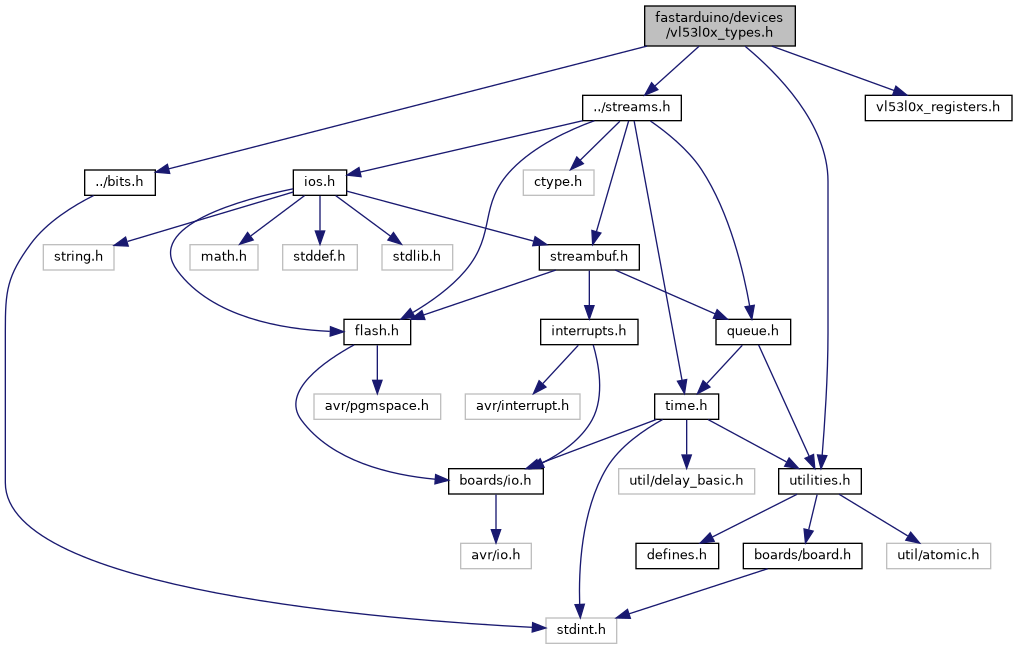 fastarduino/devices
/vl53l0x_types.h
../streams.h
vl53l0x_registers.h
../bits.h
ios.h
ctype.h
string.h
math.h
stddef.h
stdlib.h
streambuf.h
flash.h
interrupts.h
queue.h
avr/pgmspace.h
avr/interrupt.h
time.h
boards/io.h
util/delay_basic.h
utilities.h
avr/io.h
defines.h
boards/board.h
util/atomic.h
stdint.h